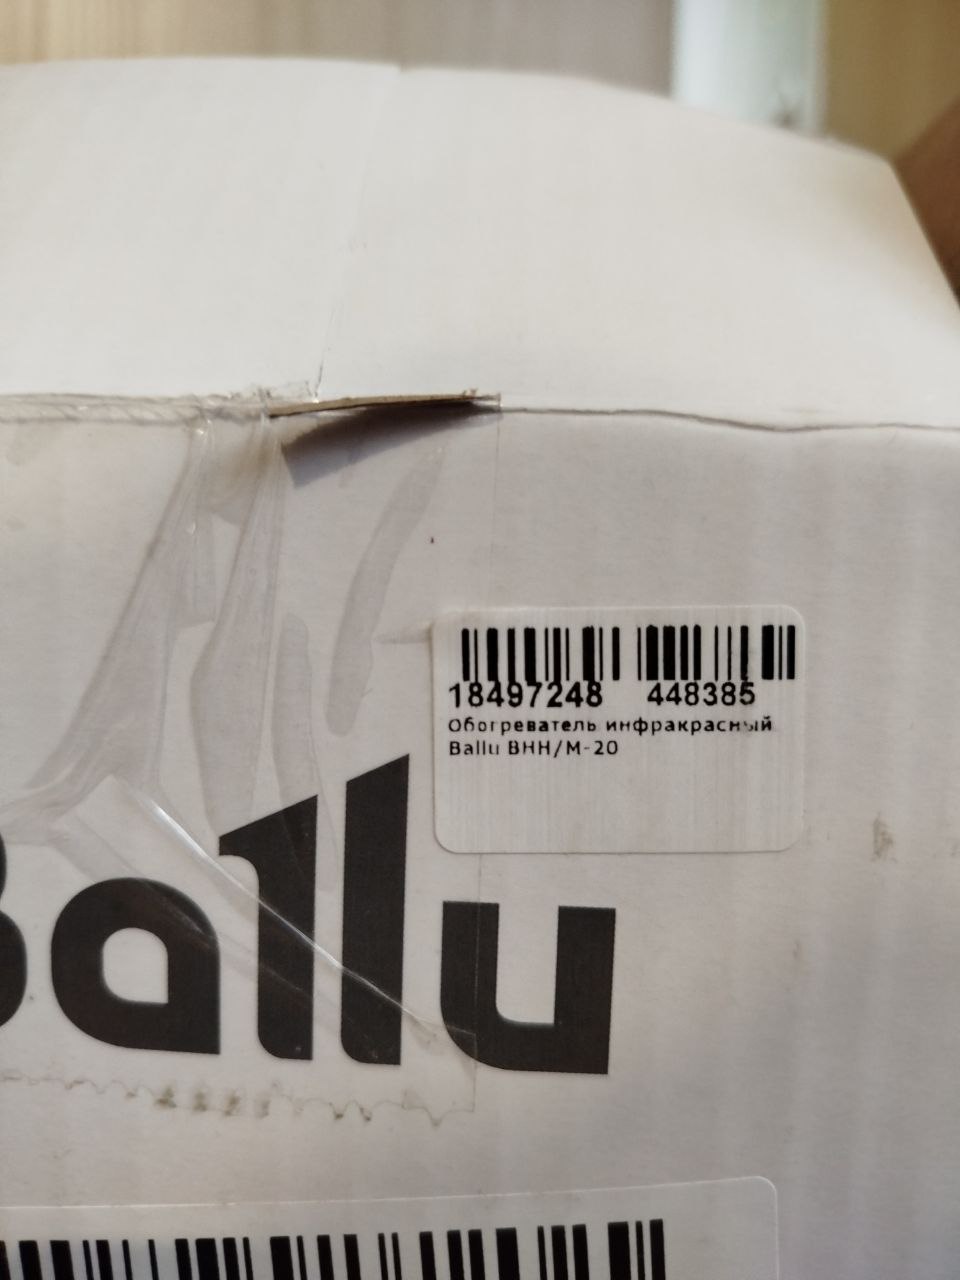 18497248 448385
Обогреватель инфракрасный
Ballu BHH/M-20
Ballu